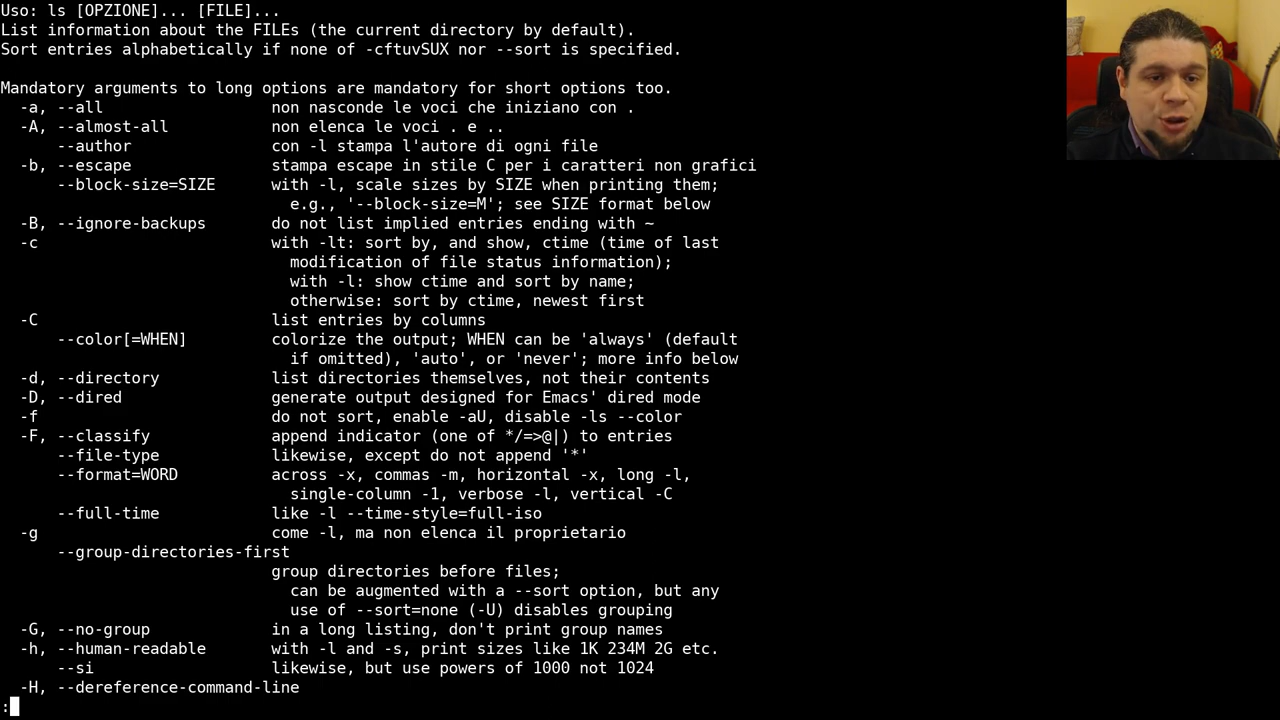 Uso: ls [OPZIONE]... [FILE]...
List information about the FILEs (the current directory by default).
Sort entries alphabetically if none of -cftuvSUX nor --sort is specified.
Mandatory arguments to long options are mandatory for short options too.
-a, --all non nasconde le voci che iniziano con .
-A, --almost-all non elenca le voci . e ..
--author con -l stampa l'autore di ogni file
-b, --escape stampa escape in stile C per i caratteri non grafici
--block-size=SIZE with -l, scale sizes by SIZE when printing them;
e.g., '--block-size=M'; see SIZE format below
-B, --ignore-backups do not list implied entries ending with ~
-c with -lt: sort by, and show, ctime (time of last
modification of file status information);
with -l: show ctime and sort by name;
otherwise: sort by ctime, newest first
-C list entries by columns
--color[=WHEN] colorize the output; WHEN can be 'always' (default
if omitted), 'auto', or 'never'; more info below
-d, --directory list directories themselves, not their contents
-D, --dired generate output designed for Emacs' dired mode
-f do not sort, enable -aU, disable -ls --color
-F, --classify append indicator (one of */=>@|) to entries
--file-type likewise, except do not append '*'
--format=WORD across -x, commas -m, horizontal -x, long -l,
single-column -1, verbose -l, vertical -C
--full-time like -l --time-style=full-iso
-g come -l, ma non elenca il proprietario
--group-directories-first
group directories before files;
can be augmented with a --sort option, but any
use of --sort=none (-U) disables grouping
-G, --no-group in a long listing, don't print group names
-h, --human-readable with -l and -s, print sizes like 1K 234M 2G etc.
--si likewise, but use powers of 1000 not 1024
-H, --dereference-command-line
: